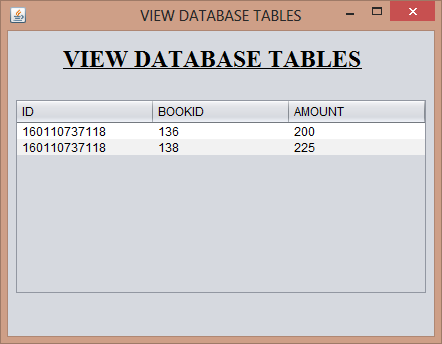 VIEW DATABASE TABLES
VIEW DATABASE TABLES
ID BOOKID AMOUNT
160110737118 136 200
160110737118 138 225